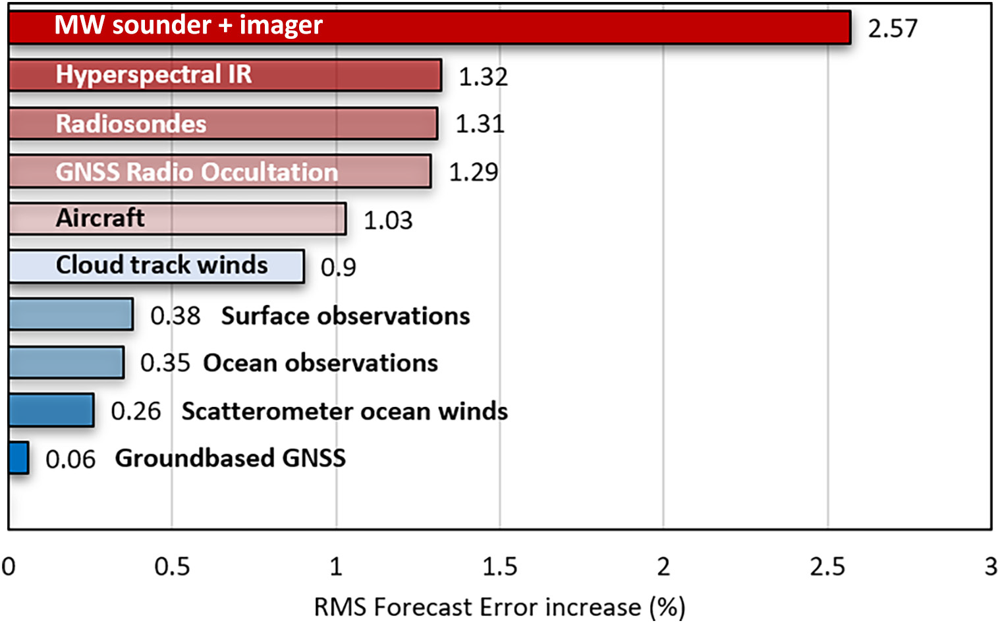 MW sounder + imager 2.57
Hyperspectral IR 1.32
Radiosondes 1.31
GNSS Radio Occultation 1.29
Aircraft 1.03
Cloud track winds 0.9
0.38 Surface observations
0.35 Ocean observations
0.26 Scatterometer ocean winds
0.06 Groundbased GNSS
0 0.5 1 1.5 2 2.5 3
RMS Forecast Error increase (%)